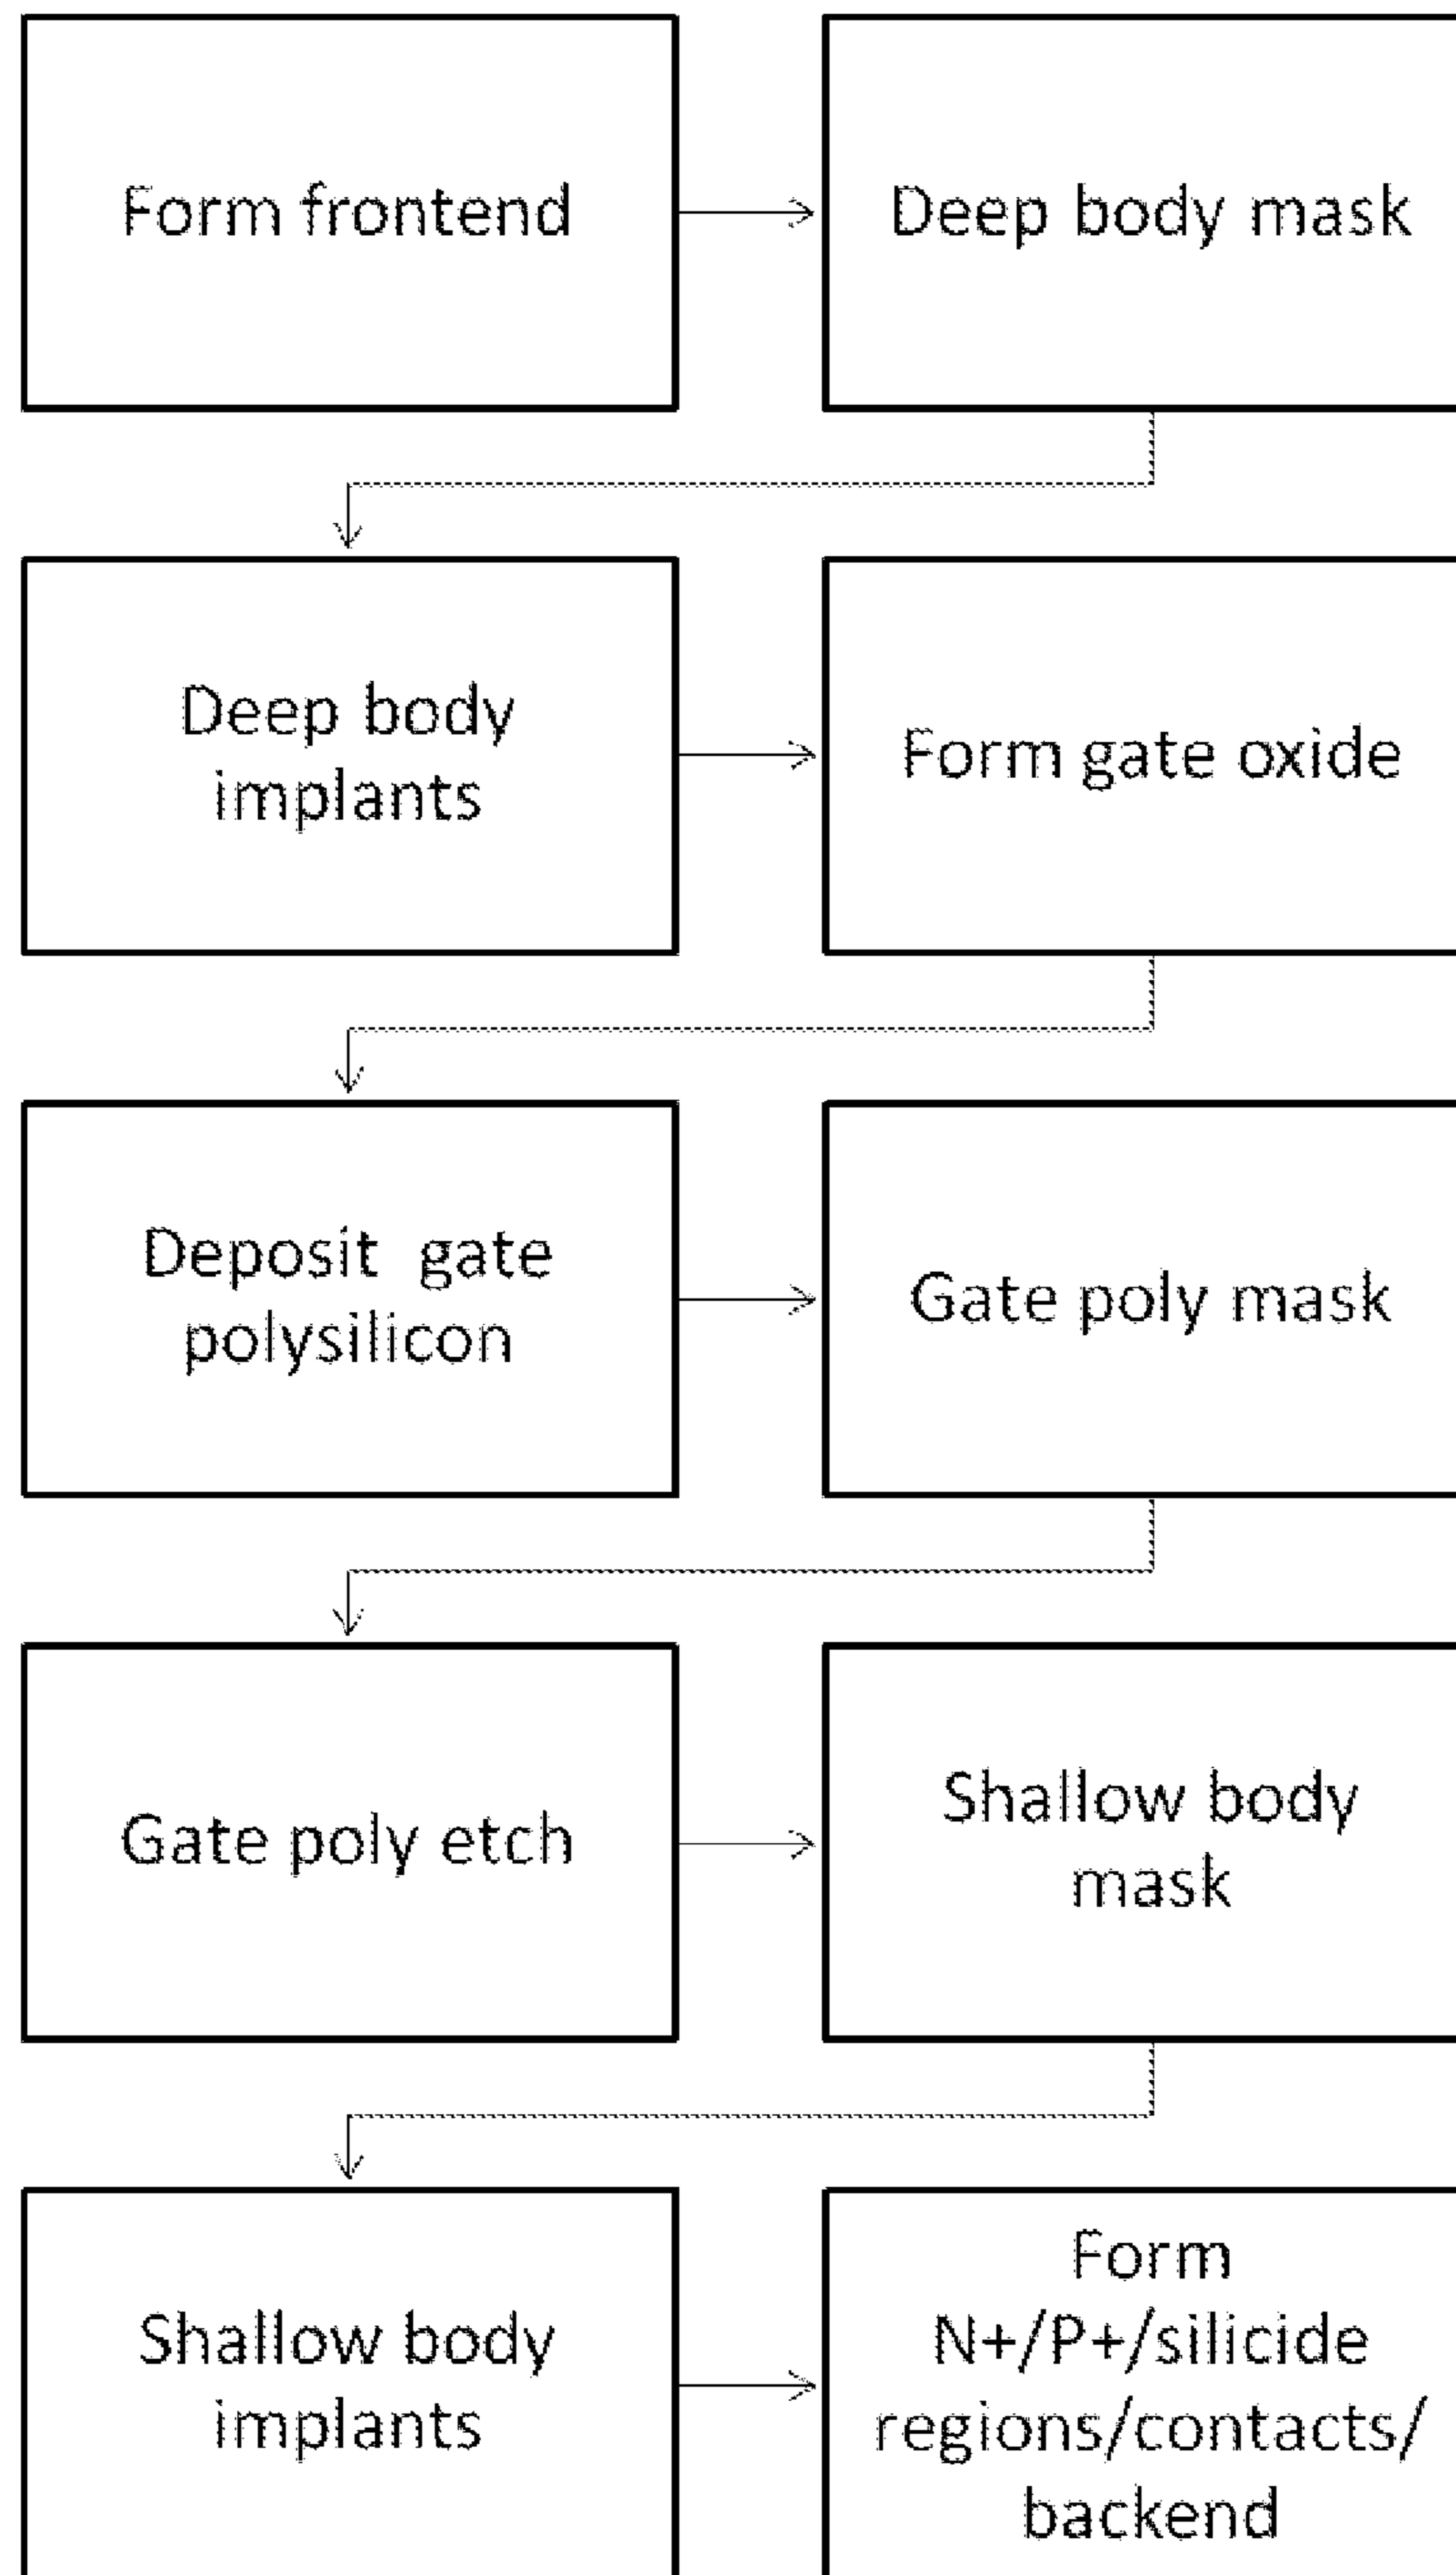 Form frontend
Deep body mask
Deep body
implants
Form gate oxide
Deposit gate
polysilicon
Gate poly mask
Gate poly etch
Shallow body
mask
Shallow body
implants
Form
N+/P+/silicide
regions/contacts/
backend